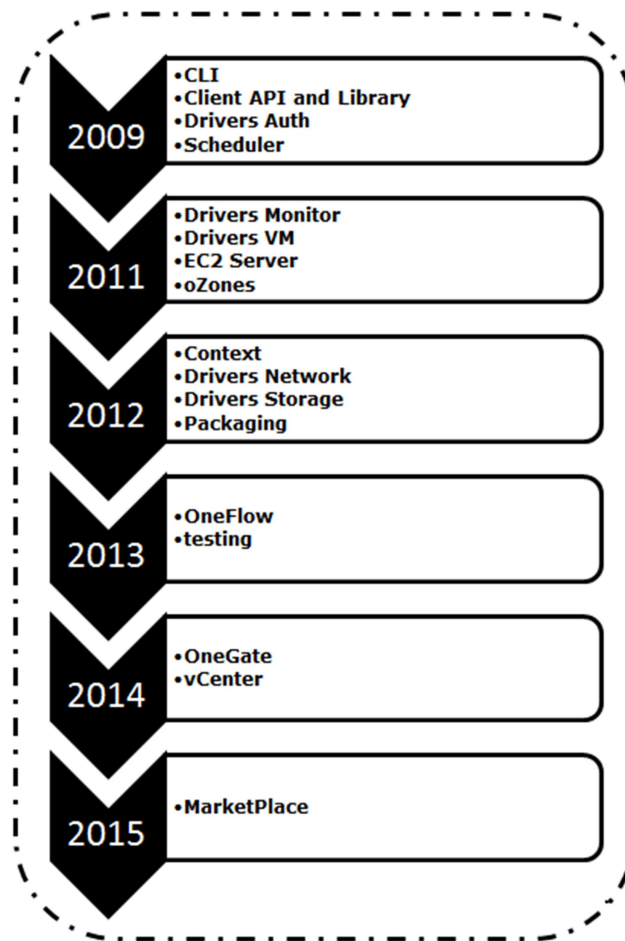 2009
•CLI
•Client API and Library
•Drivers Auth
•Scheduler
2011
•Drivers Monitor
•Drivers VM
•EC2 Server
•oZones
2012
•Context
•Drivers Network
•Drivers Storage
•Packaging
2013
•OneFlow
•testing
2014
•OneGate
•vCenter
2015
•MarketPlace